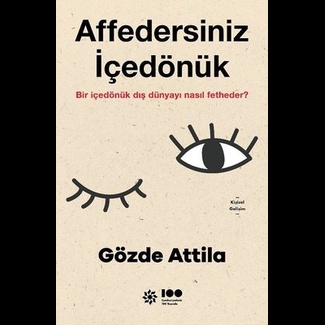 Affedersiniz
İçedönük
Bir içedönük dış dünyayı nasıl fetheder?
Kişisel
Gelişim
Gözde Attila
100